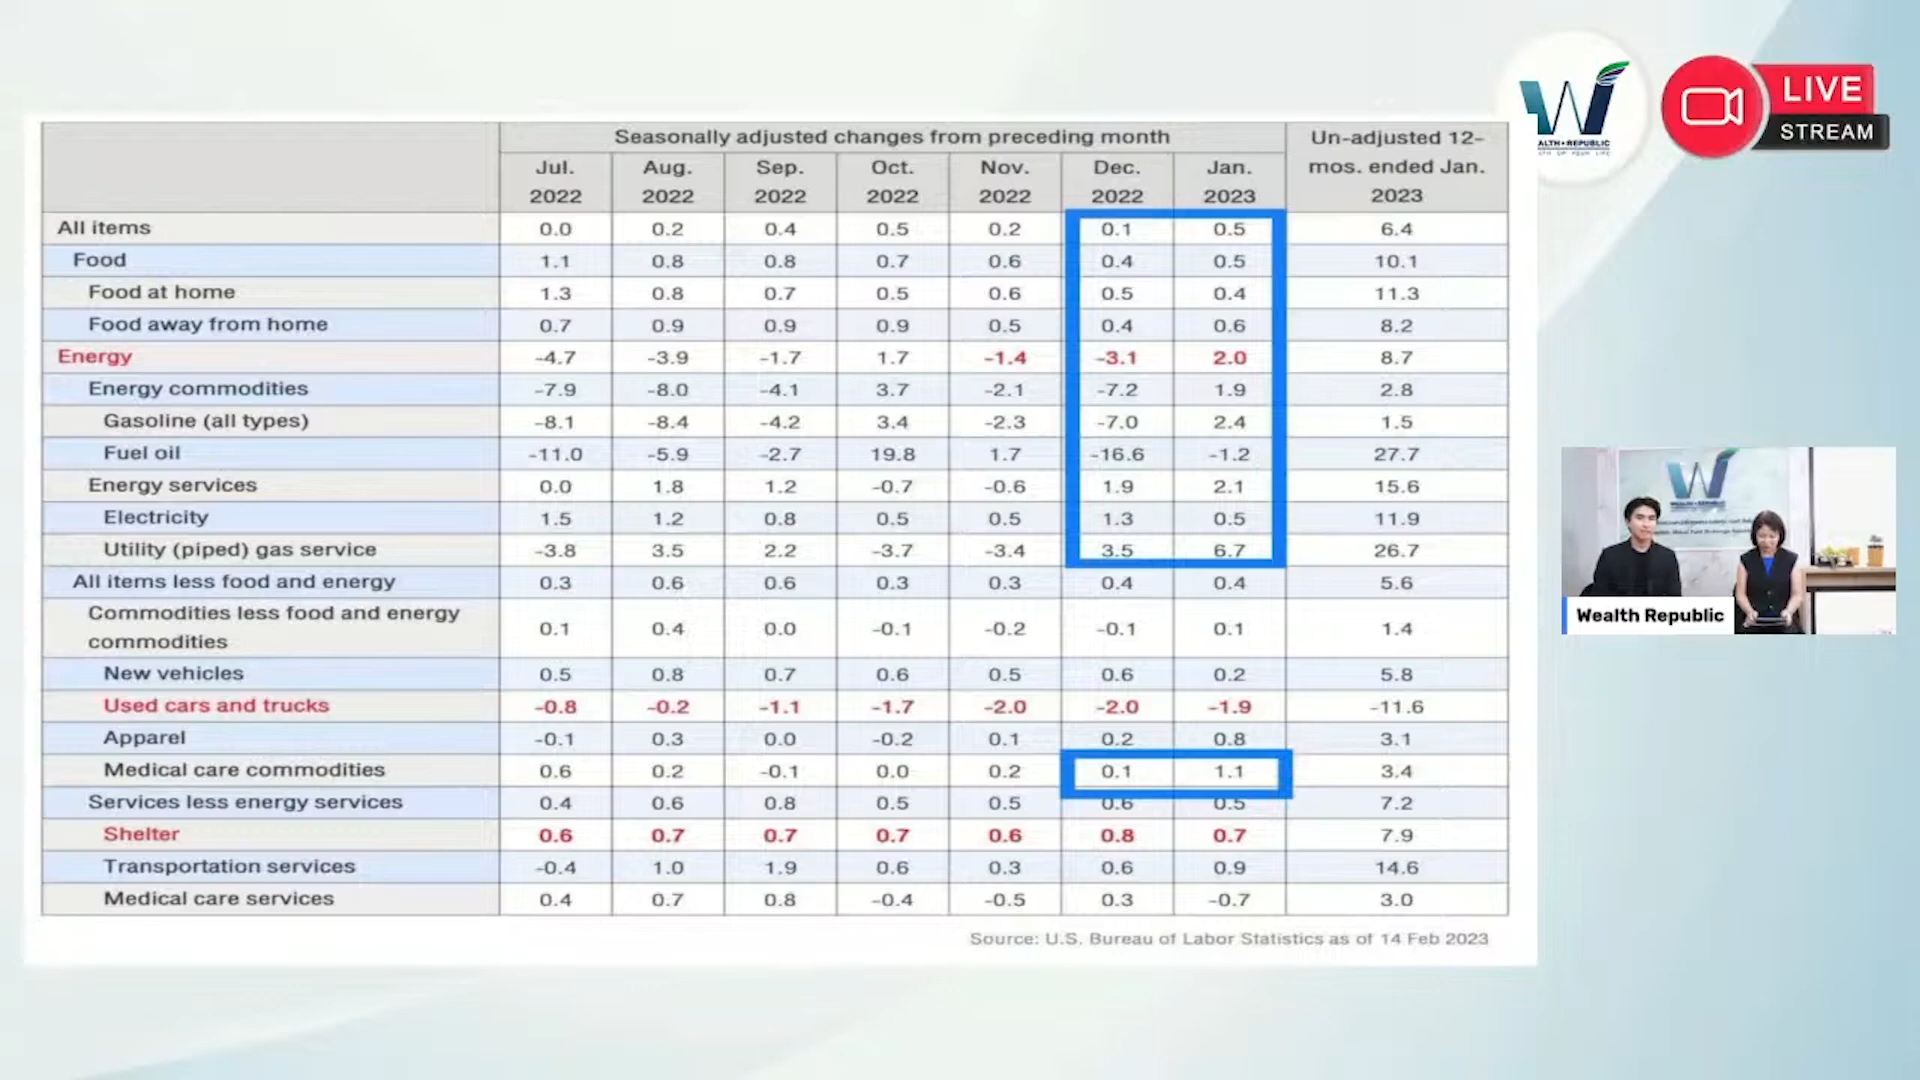 LIVE
STREAM
Seasonally adjusted changes from preceding month Un-adjusted 12-
mos. ended Jan.
2023
Jul. Aug. Sep. Oct. Nov. Dec. Jan.
2022 2022 2022 2022 2022 2022 2023
All items 0.0 0.2 0.4 0.5 0.2 0.1 0.5 6.4
Food 1.1 0.8 0.8 0.7 0.6 0.4 0.5 10.1
Food at home 1.3 0.8 0.7 0.5 0.6 0.5 0.4 11.3
Food away from home 0.7 0.9 0.9 0.9 0.5 0.4 0.6 8.2
Energy -4.7 -3.9 -1.7 1.7 -1.4 -3.1 2.0 8.7
Energy commodities -7.9 -8.0 -4.1 3.7 -2.1 -7.2 1.9 2.8
Gasoline (all types) -8.1 -8.4 -4.2 3.4 -2.3 -7.0 2.4 1.5
Fuel oil -11.0 -5.9 -2.7 19.8 1.7 -16.6 -1.2 27.7
Energy services 0.0 1.8 1.2 -0.7 -0.6 1.9 2.1 15.6
Electricity 1.5 1.2 0.8 0.5 0.5 1.3 0.5 11.9
Utility (piped) gas service -3.8 3.5 2.2 -3.7 -3.4 3.5 6.7 26.7
All items less food and energy 0.3 0.6 0.6 0.3 0.3 0.4 0.4 5.6
Commodities less food and energy
commodities 0.1 0.4 0.0 -0.1 -0.2 -0.1 0.1 1.4
New vehicles 0.5 0.8 0.7 0.6 0.5 0.6 0.2 5.8
Used cars and trucks -0.8 -0.2 -1.1 -1.7 -2.0 -2.0 -1.9 -11.6
Apparel -0.1 0.3 0.0 -0.2 0.1 0.2 0.8 3.1
Medical care commodities 0.6 0.2 -0.1 0.0 0.2 0.1 1.1 3.4
Services less energy services 0.4 0.6 0.8 0.5 0.5 0.6 0.5 7.2
Shelter 0.6 0.7 0.7 0.7 0.6 0.8 0.7 7.9
Transportation services -0.4 1.0 1.9 0.6 0.3 0.6 0.9 14.6
Medical care services 0.4 0.7 0.8 -0.4 -0.5 0.3 -0.7 3.0
Source: U.S. Bureau of Labor Statistics as of 14 Feb 2023
Wealth Republic